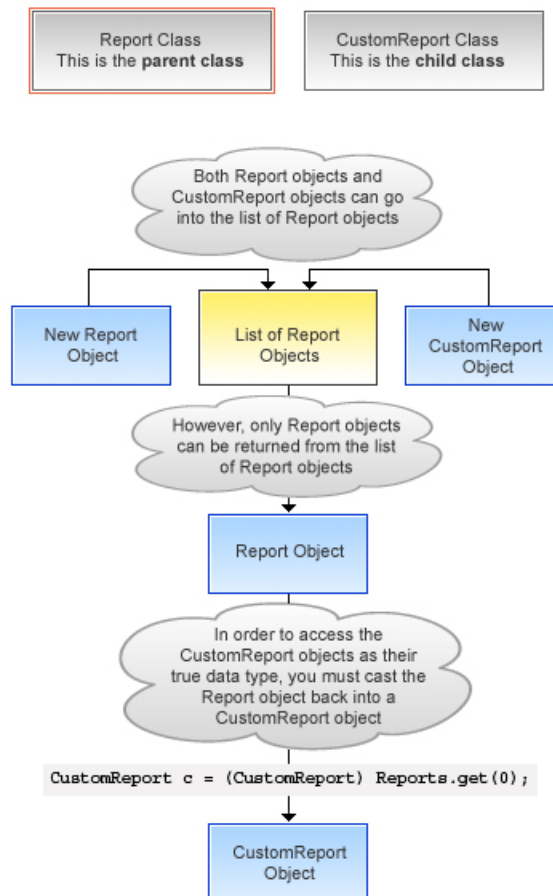 Report Class
This is the parent class
CustomReport Class
This is the child class
Both Report objects and
CustomReport objects can go
into the list of Report objects
New Report
Object
List of Report
Objects
New
CustomReport
Object
However, only Report objects
can be returned from the list
of Report objects
Report Object
In order to access the
CustomReport objects as their
true data type, you must cast the
Report object back into a
CustomReport object
CustomReport c = (CustomReport) Reports.get(0);
CustomReport
Object